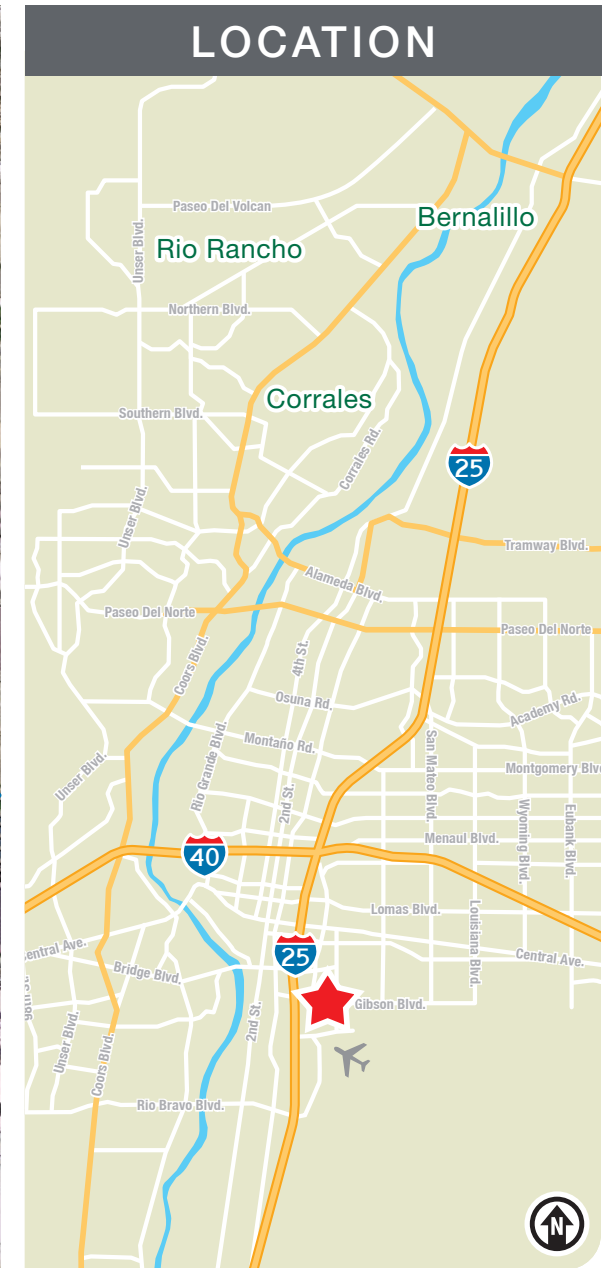 LOCATION
Paseo Del Volcan
Bernalillo
Unser Blvd.
Rio Rancho
Northern Blvd.
Corrales
Southern Blvd.
Corrales Rd.
25
Unser Blvd.
Tramway Blvd.
Alameda Blvd.
Paseo Del Norte
Paseo Del Norte
Coors Blvd.
4th St.
Osuna Rd.
Academy Rd.
Montaño Rd.
San Mateo Blvd.
Unser Blvd.
Rio Grande Blvd.
Montgomery Blv
2nd St.
Wyoming Blvd.
Eubank Blvd.
Menaul Blvd.
40
Lomas Blvd.
Louisiana Blvd.
entral Ave.
25
Central Ave.
Bridge Blvd.
Gibson Blvd.
2nd St.
Unser Blvd.
Coors Blvd.
Rio Bravo Blvd.
N